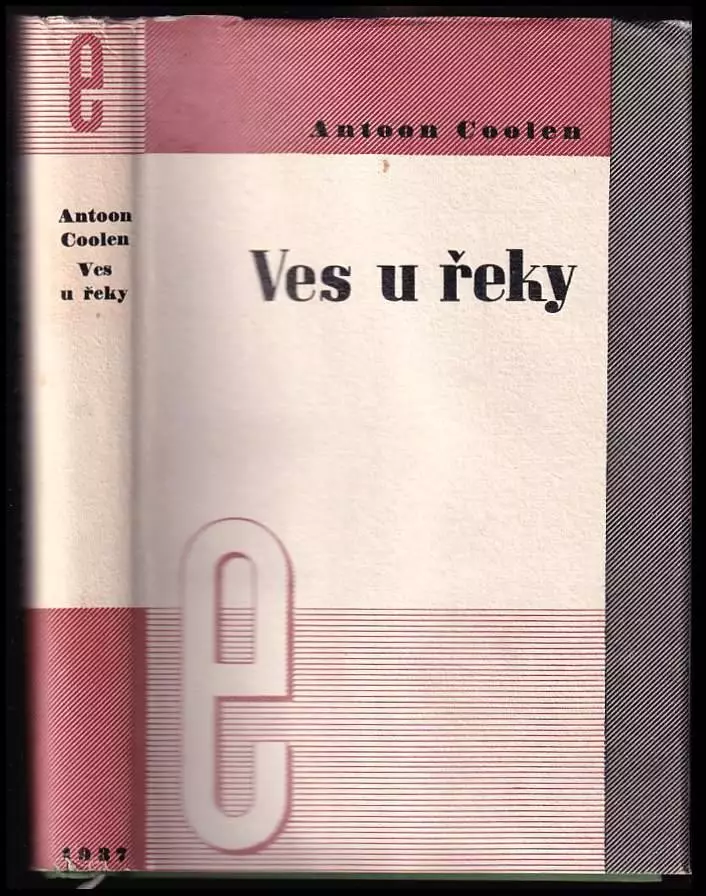 e
Antoon
Coolen
Ves
u řeky
1937
Antoon Coolen
Ves u řeky
e